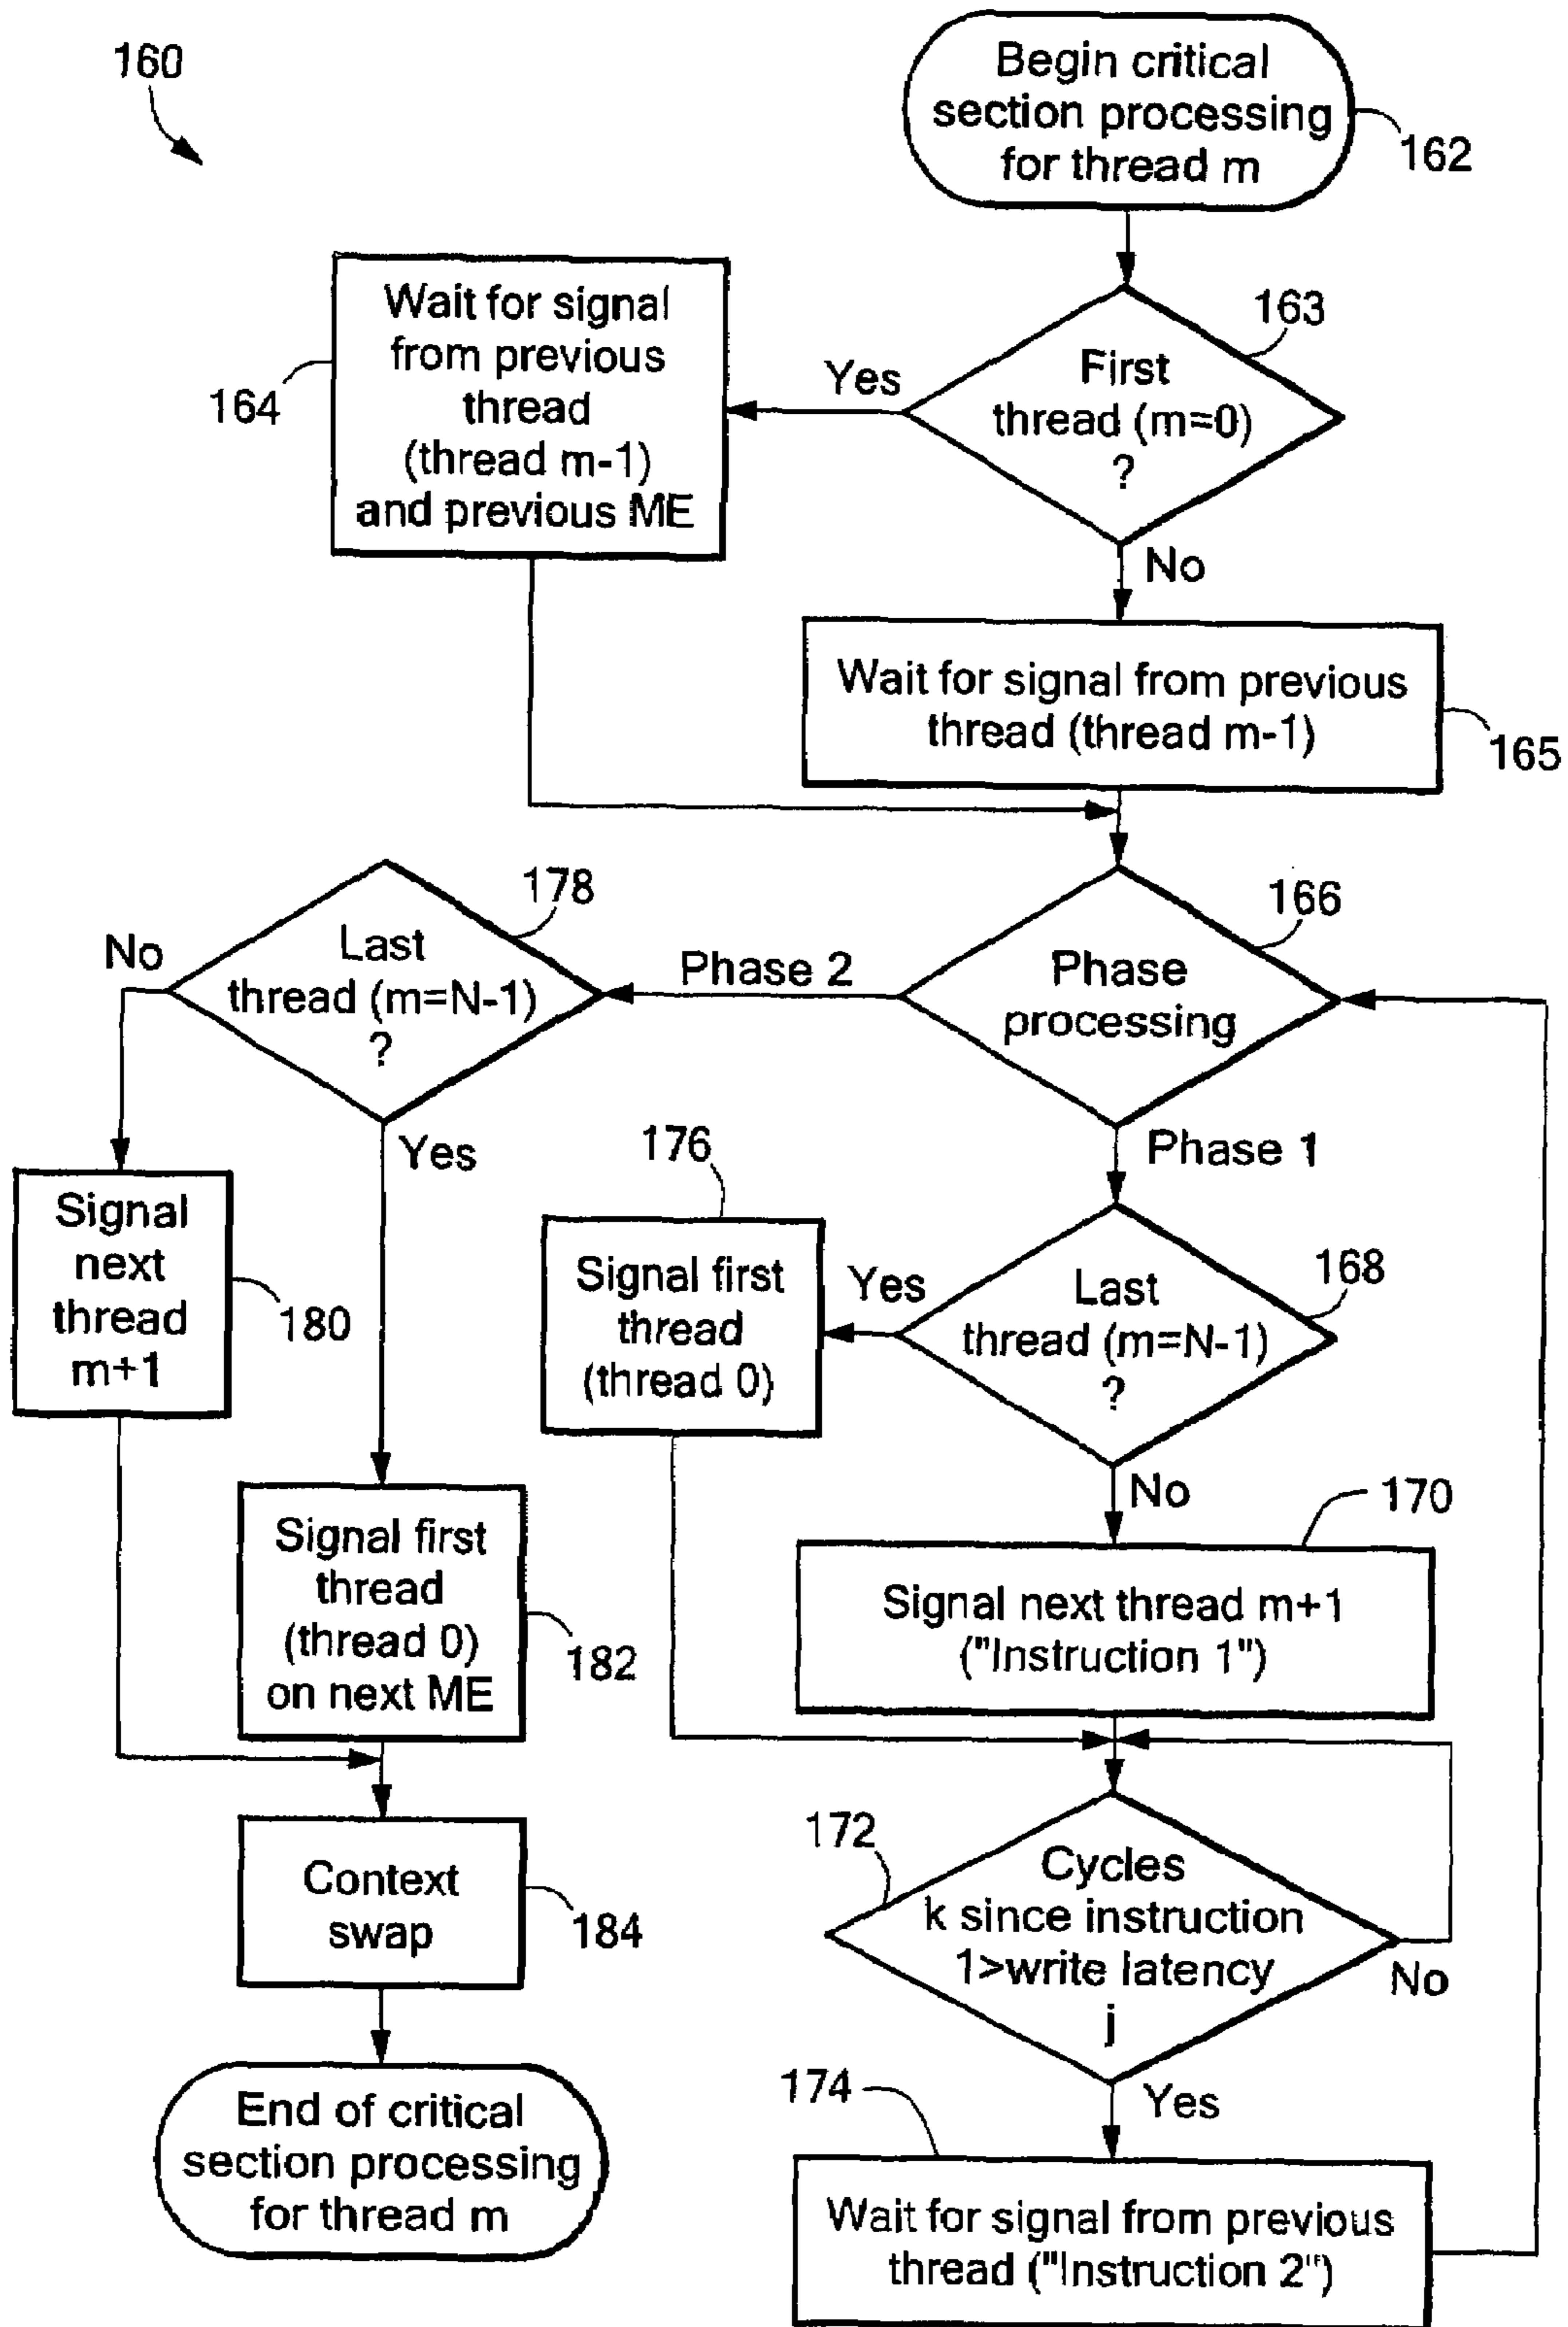 160
Begin critical
section processing
for thread m
162
163
First
thread (m=0)
?
Yes
No
Wait for signal
from previous
thread
(thread m-1)
and previous ME
164
Wait for signal from previous
thread (thread m-1)
165
166
Phase
processing
Phase 2
Phase 1
178
Last
thread (m=N-1)
?
No
Yes
Signal
next
thread
m+1
180
176
Signal first
thread
(thread 0)
Yes
168
Last
thread (m=N-1)
?
No
170
Signal next thread m+1
("Instruction 1")
Signal first
thread
(thread 0)
on next ME
182
172
Cycles
k since instruction
1>write latency
j
No
Yes
Context
swap
184
174
Wait for signal from previous
thread ("Instruction 2")
End of critical
section processing
for thread m